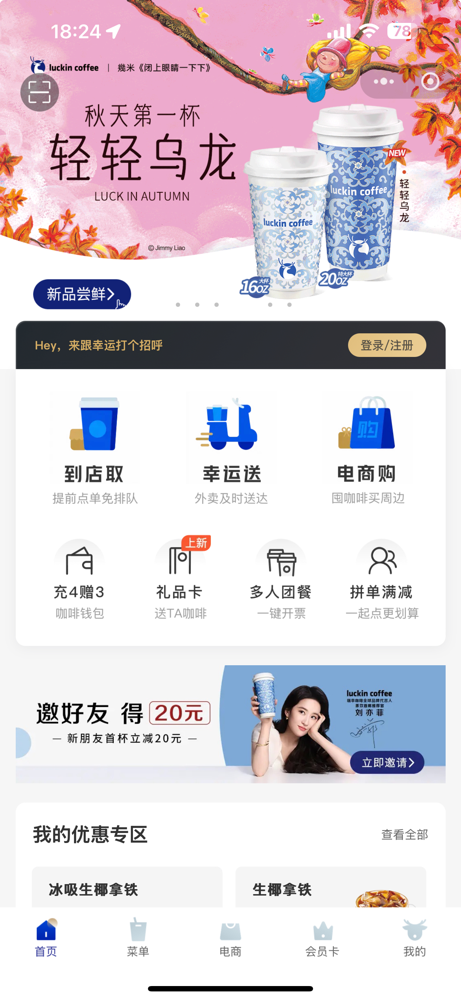 18:24
78
luckin coffee | 幾米《闭上眼睛一下下》
秋天第一杯
轻轻乌龙
LUCK IN AUTUMN
© Jimmy Liao
NEW
轻轻乌龙
luckin coffee
luckin coffee
16OZ 大杯
20OZ 特大杯
新品尝鲜
Hey，来跟幸运打个招呼
登录/注册
购
到店取
幸运送
电商购
提前点单免排队
外卖及时送达
囤咖啡买周边
上新
充4赠3
礼品卡
多人团餐
拼单满减
咖啡钱包
送TA咖啡
一键开票
一起点更划算
邀好友 得 20元
— 新朋友首杯立减20元 —
luckin coffee
luckin coffee
瑞幸咖啡全球品牌代言人
茶饮首席推荐官
刘亦菲
立即邀请
我的优惠专区
查看全部
冰吸生椰拿铁
生椰拿铁
首页
菜单
电商
会员卡
我的